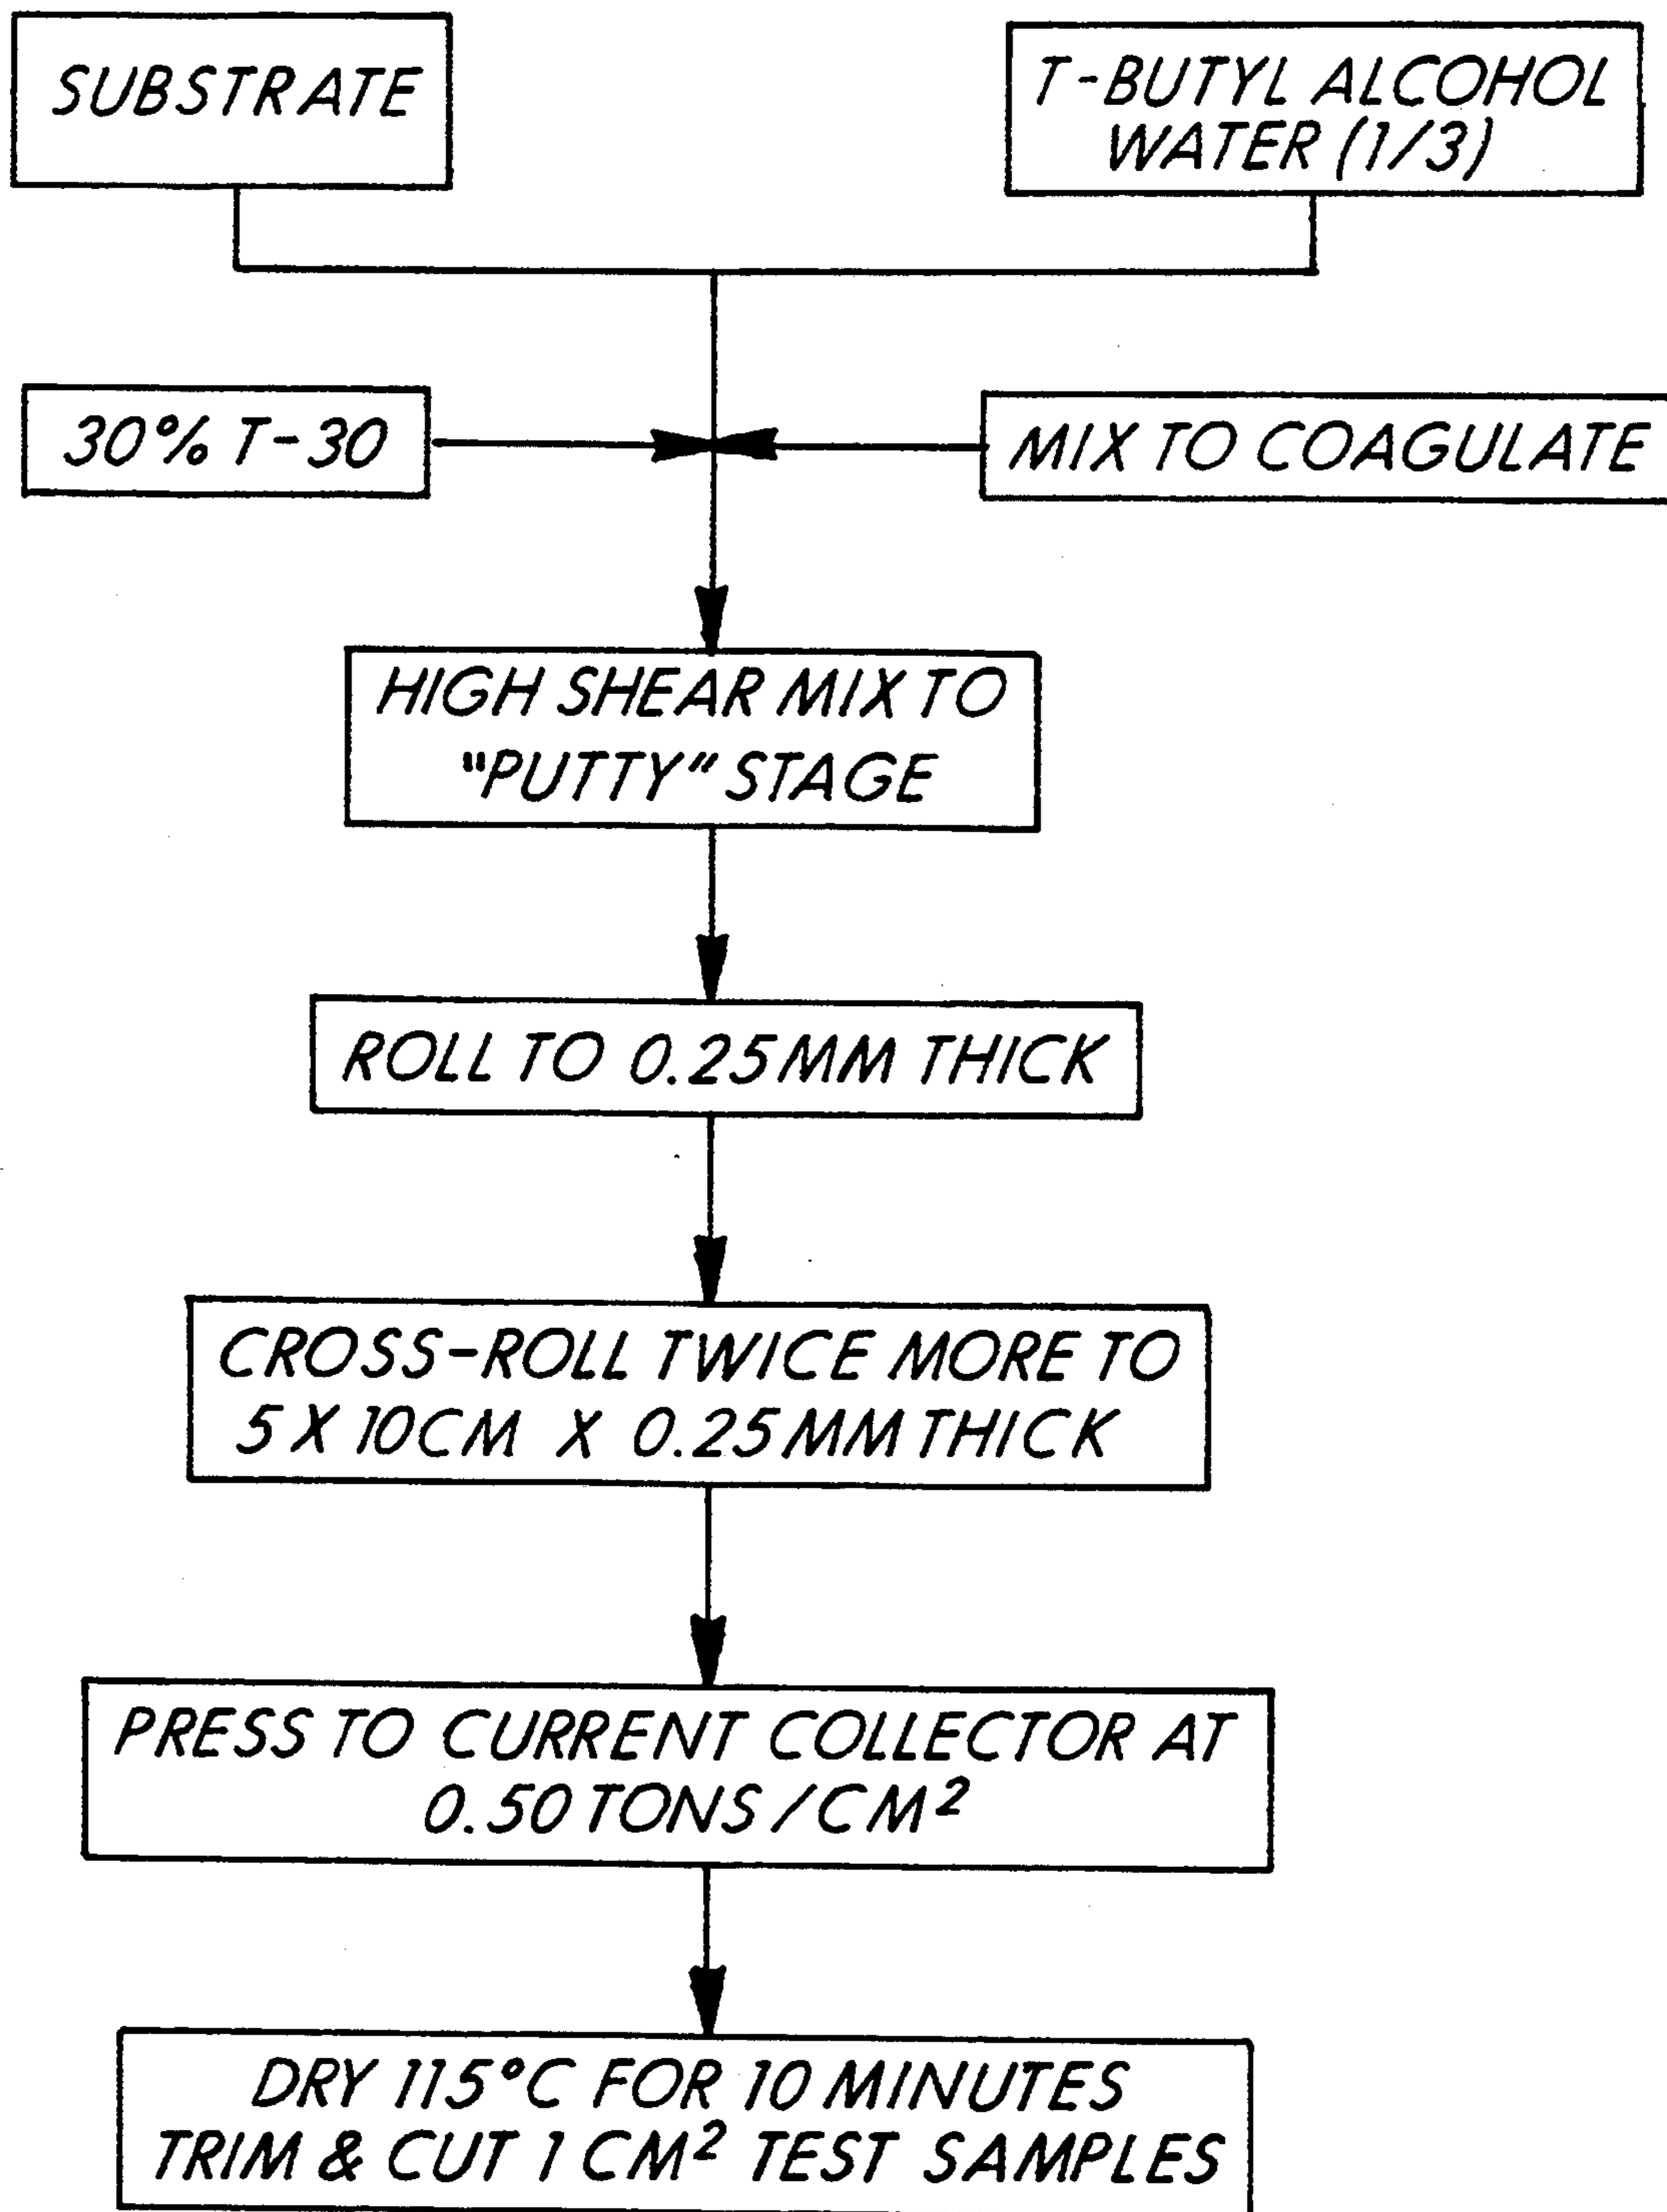 SUBSTRATE
T-BUTYL ALCOHOL
WATER (1/3)
30% T-30
MIX TO COAGULATE
HIGH SHEAR MIX TO
"PUTTY" STAGE
ROLL TO 0.25MM THICK
CROSS-ROLL TWICE MORE TO
5 X 10CM X 0.25MM THICK
PRESS TO CURRENT COLLECTOR AT
0.50 TONS/CM²
DRY 115°C FOR 10 MINUTES
TRIM & CUT 1 CM² TEST SAMPLES